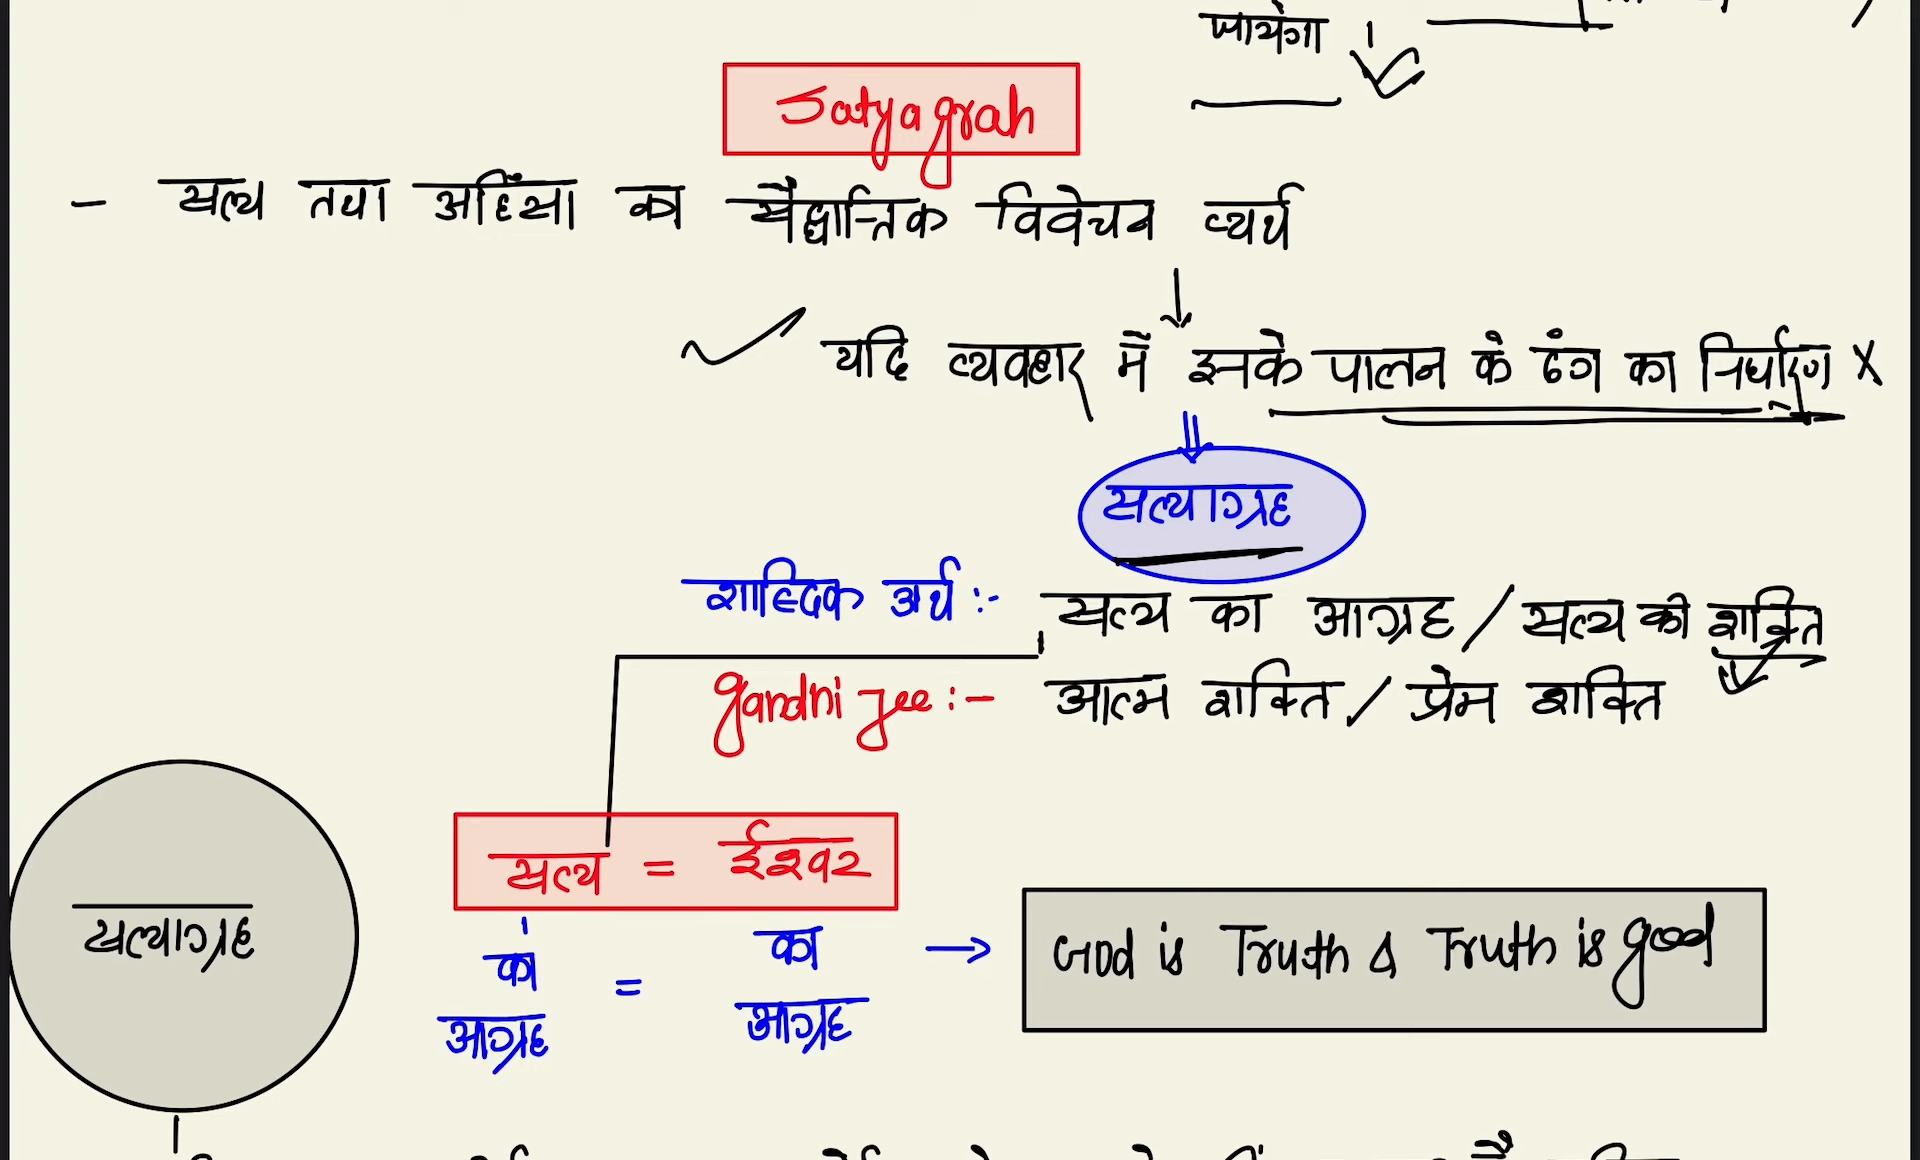 जायेगा ।
Satyagrah
- सत्य तथा अहिंसा का सैद्धान्तिक विवेचन व्यर्थ
↓
✓ यदि व्यवहार में इनके पालन के ढंग का निर्धारण X
⇓
सत्याग्रह
शाब्दिक अर्थ :- सत्य का आग्रह / सत्य की शक्ति
Gandhi Jee :- आत्म शक्ति / प्रेम शक्ति
सत्य = ईश्वर
सत्याग्रह
का = का
आग्रह आग्रह
→ God is Truth & Truth is god